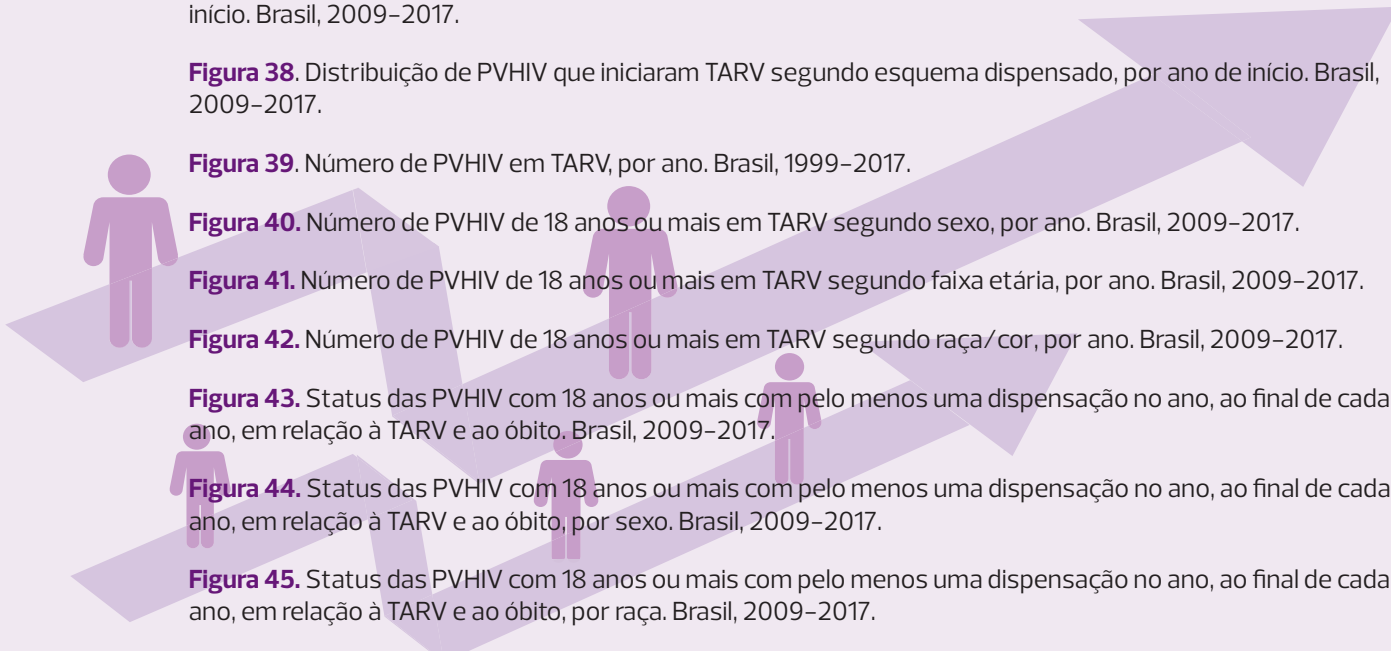 início. Brasil, 2009–2017.
Figura 38. Distribuição de PVHIV que iniciaram TARV segundo esquema dispensado, por ano de início. Brasil,
2009–2017.
Figura 39. Número de PVHIV em TARV, por ano. Brasil, 1999–2017.
Figura 40. Número de PVHIV de 18 anos ou mais em TARV segundo sexo, por ano. Brasil, 2009–2017.
Figura 41. Número de PVHIV de 18 anos ou mais em TARV segundo faixa etária, por ano. Brasil, 2009–2017.
Figura 42. Número de PVHIV de 18 anos ou mais em TARV segundo raça/cor, por ano. Brasil, 2009–2017.
Figura 43. Status das PVHIV com 18 anos ou mais com pelo menos uma dispensação no ano, ao final de cada
ano, em relação à TARV e ao óbito. Brasil, 2009–2017.
Figura 44. Status das PVHIV com 18 anos ou mais com pelo menos uma dispensação no ano, ao final de cada
ano, em relação à TARV e ao óbito, por sexo. Brasil, 2009–2017.
Figura 45. Status das PVHIV com 18 anos ou mais com pelo menos uma dispensação no ano, ao final de cada
ano, em relação à TARV e ao óbito, por raça. Brasil, 2009–2017.